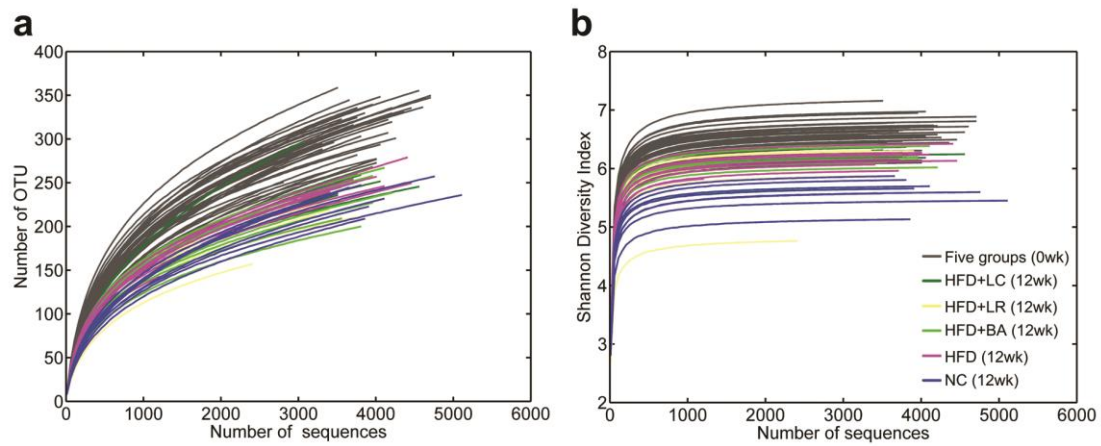 a
400
350
300
250
200
150
100
50
0
Number of OTU
0 1000 2000 3000 4000 5000 6000
Number of sequences
b
8
7
6
5
4
3
2
Shannon Diversity Index
Five groups (0wk)
HFD+LC (12wk)
HFD+LR (12wk)
HFD+BA (12wk)
HFD (12wk)
NC (12wk)
0 1000 2000 3000 4000 5000 6000
Number of sequences